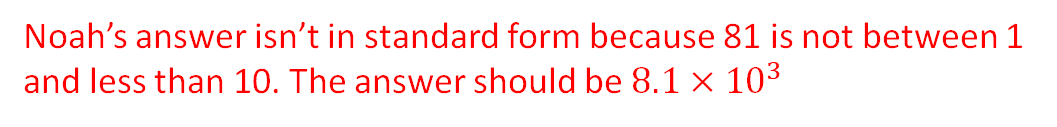 Noah’s answer isn’t in standard form because 81 is not between 1
and less than 10. The answer should be 8.1 × 10³